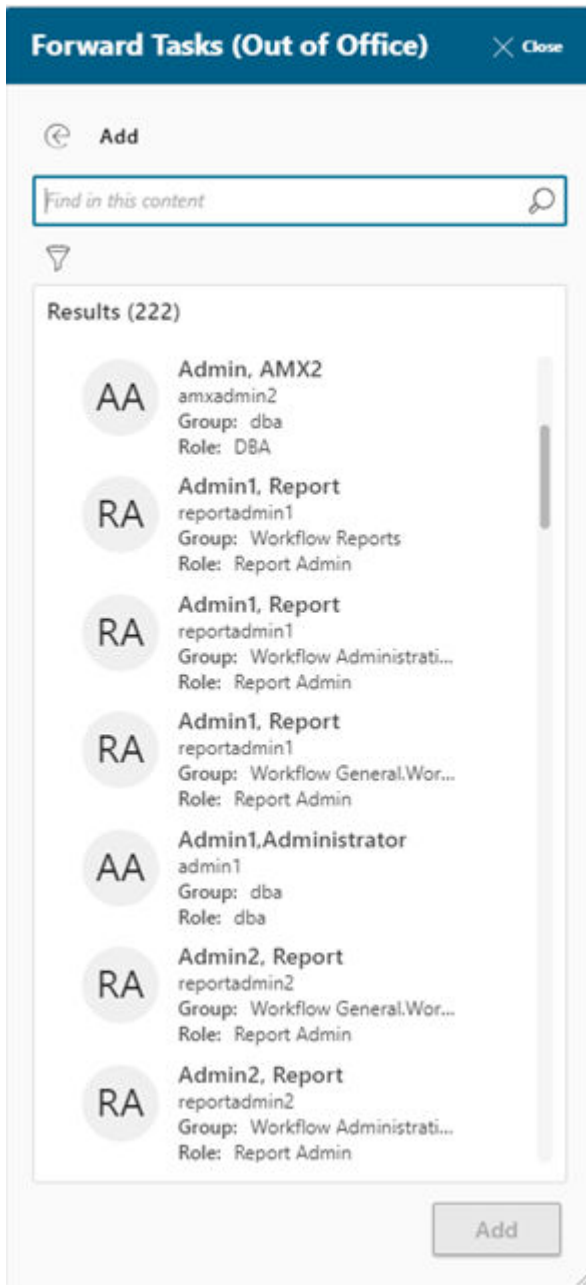 Forward Tasks (Out of Office) Close
Add
Find in this content
Results (222)
AA
Admin, AMX2
amxadmin2
Group: dba
Role: DBA
RA
Admin1, Report
reportadmin1
Group: Workflow Reports
Role: Report Admin
RA
Admin1, Report
reportadmin1
Group: Workflow Administrati...
Role: Report Admin
RA
Admin1, Report
reportadmin1
Group: Workflow General.Wor...
Role: Report Admin
AA
Admin1,Administrator
admin1
Group: dba
Role: dba
RA
Admin2, Report
reportadmin2
Group: Workflow General.Wor...
Role: Report Admin
RA
Admin2, Report
reportadmin2
Group: Workflow Administrati...
Role: Report Admin
Add